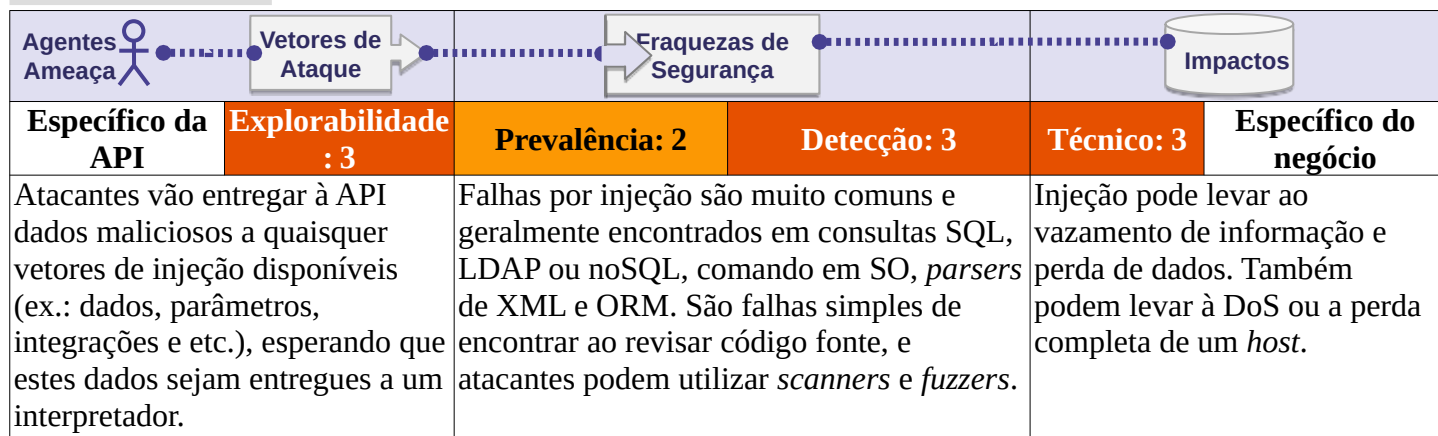 Agentes
Ameaça
Vetores de
Ataque
Fraquezas de
Segurança
Impactos
Específico da
API
Explorabilidade
: 3
Prevalência: 2
Detecção: 3
Técnico: 3
Específico do
negócio
Atacantes vão entregar à API
dados maliciosos a quaisquer
vetores de injeção disponíveis
(ex.: dados, parâmetros,
integrações e etc.), esperando que
estes dados sejam entregues a um
interpretador.
Falhas por injeção são muito comuns e
geralmente encontrados em consultas SQL,
LDAP ou noSQL, comando em SO, parsers
de XML e ORM. São falhas simples de
encontrar ao revisar código fonte, e
atacantes podem utilizar scanners e fuzzers.
Injeção pode levar ao
vazamento de informação e
perda de dados. Também
podem levar à DoS ou a perda
completa de um host.